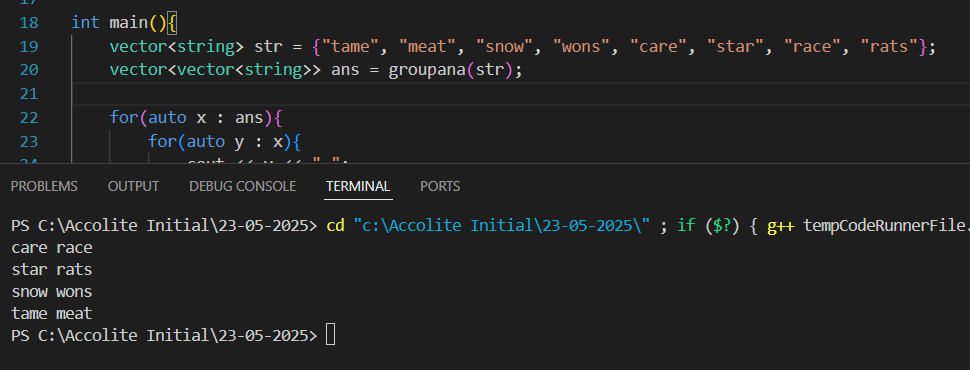 18 int main(){
19 vector<string> str = {"tame", "meat", "snow", "wons", "care", "star", "race", "rats"};
20 vector<vector<string>> ans = groupana(str);
21
22 for(auto x : ans){
23 for(auto y : x){
PROBLEMS OUTPUT DEBUG CONSOLE TERMINAL PORTS
PS C:\Accolite Initial\23-05-2025> cd "c:\Accolite Initial\23-05-2025\" ; if ($?) { g++ tempCodeRunnerFile.
care race
star rats
snow wons
tame meat
PS C:\Accolite Initial\23-05-2025>